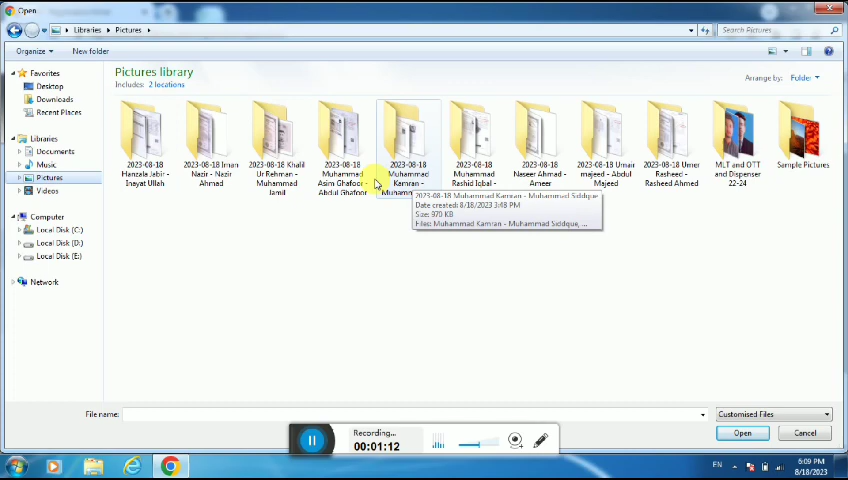 Open
Libraries
Pictures
Search Pictures
Organize
New folder
Pictures library
Includes: 2 locations
Arrange by: Folder
Favorites
Desktop
Downloads
Recent Places
Libraries
Documents
Music
Pictures
Videos
Computer
Local Disk (C:)
Local Disk (D:)
Local Disk (E:)
Network
2023-08-18
Hanzala Jabir -
Inayat Ullah
2023-08-18 Iman
Nazir - Nazir
Ahmad
2023-08-18 Khalil
Ur Rehman -
Muhammad
Jamil
2023-08-18
Muhammad
Asim Ghafoor -
Abdul Ghafoor
2023-08-18
Muhammad
Kamran -
2023-08-18
Muhammad
Rashid Iqbal -
2023-08-18
Naseer Ahmad -
Ameer
2023-08-18 Umair
majeed - Abdul
Majeed
2023-08-18 Umer
Rasheed -
Rasheed Ahmed
MLT and OTT
and Dispenser
22-24
Sample Pictures
2023-08-18 Muhammad Kamran - Muhammad Siddque
Date created: 8/18/2023 3:48 PM
Size: 970 KB
Files: Muhammad Kamran - Muhammad Siddque, ...
File name:
Customised Files
Open
Cancel
Recording...
00:01:12
EN
6:09 PM
8/18/2023